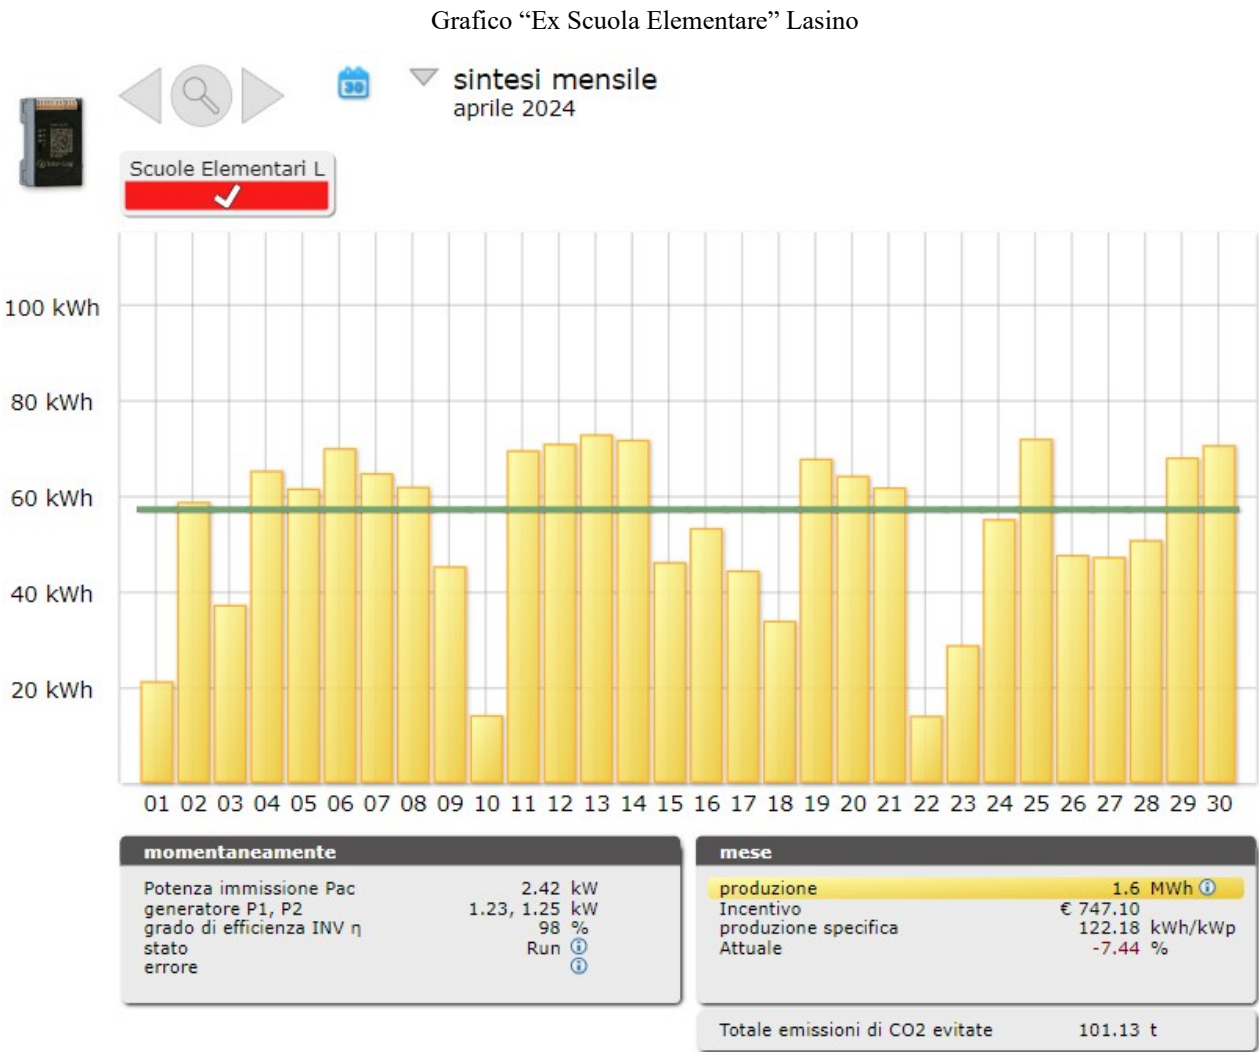 Grafico “Ex Scuola Elementare” Lasino
30
sintesi mensile
aprile 2024
Scuole Elementari L
100 kWh
80 kWh
60 kWh
40 kWh
20 kWh
01 02 03 04 05 06 07 08 09 10 11 12 13 14 15 16 17 18 19 20 21 22 23 24 25 26 27 28 29 30
momentaneamente
Potenza immissione Pac 2.42 kW
generatore P1, P2 1.23, 1.25 kW
grado di efficienza INV η 98 %
stato Run
errore
mese
produzione 1.6 MWh
Incentivo € 747.10
produzione specifica 122.18 kWh/kWp
Attuale -7.44 %
Totale emissioni di CO2 evitate 101.13 t